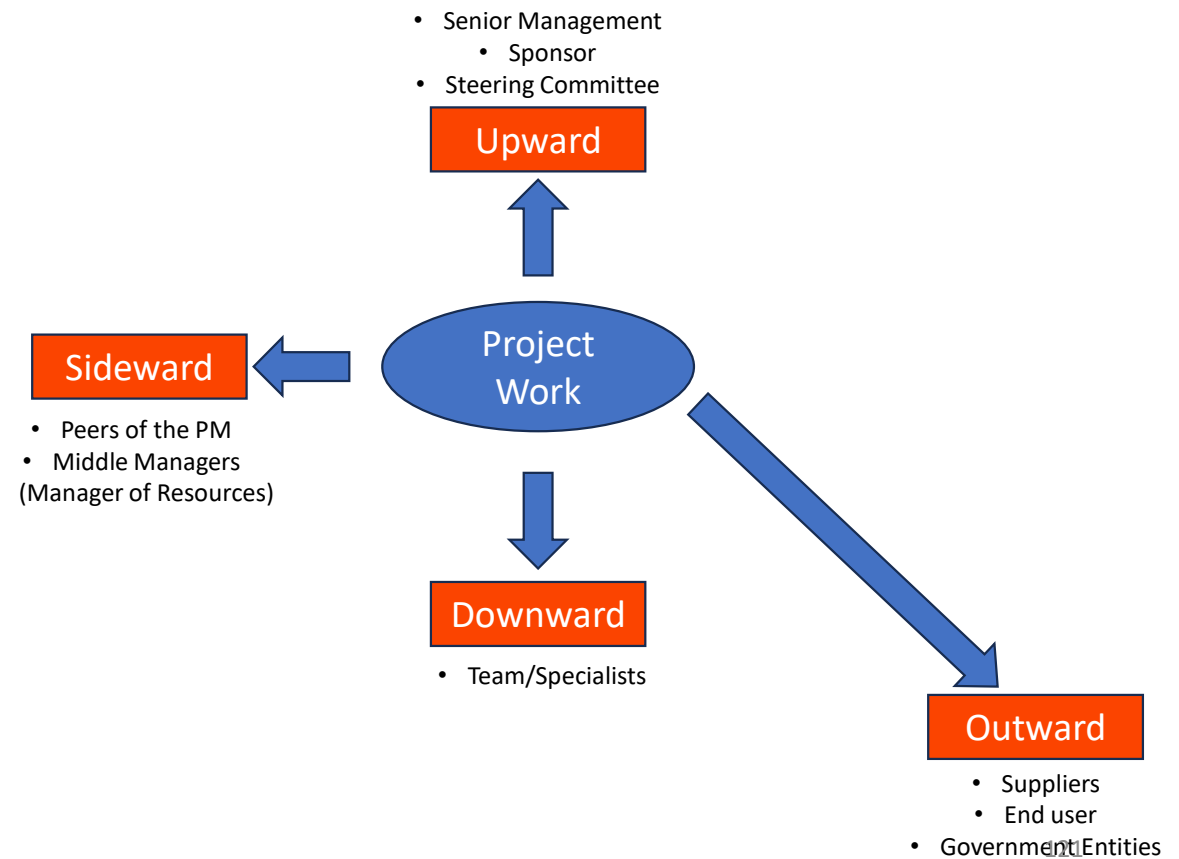 • Senior Management
• Sponsor
• Steering Committee
Upward
Project
Work
Sideward
• Peers of the PM
• Middle Managers
(Manager of Resources)
Downward
• Team/Specialists
Outward
• Suppliers
• End user
• Government Entities
121